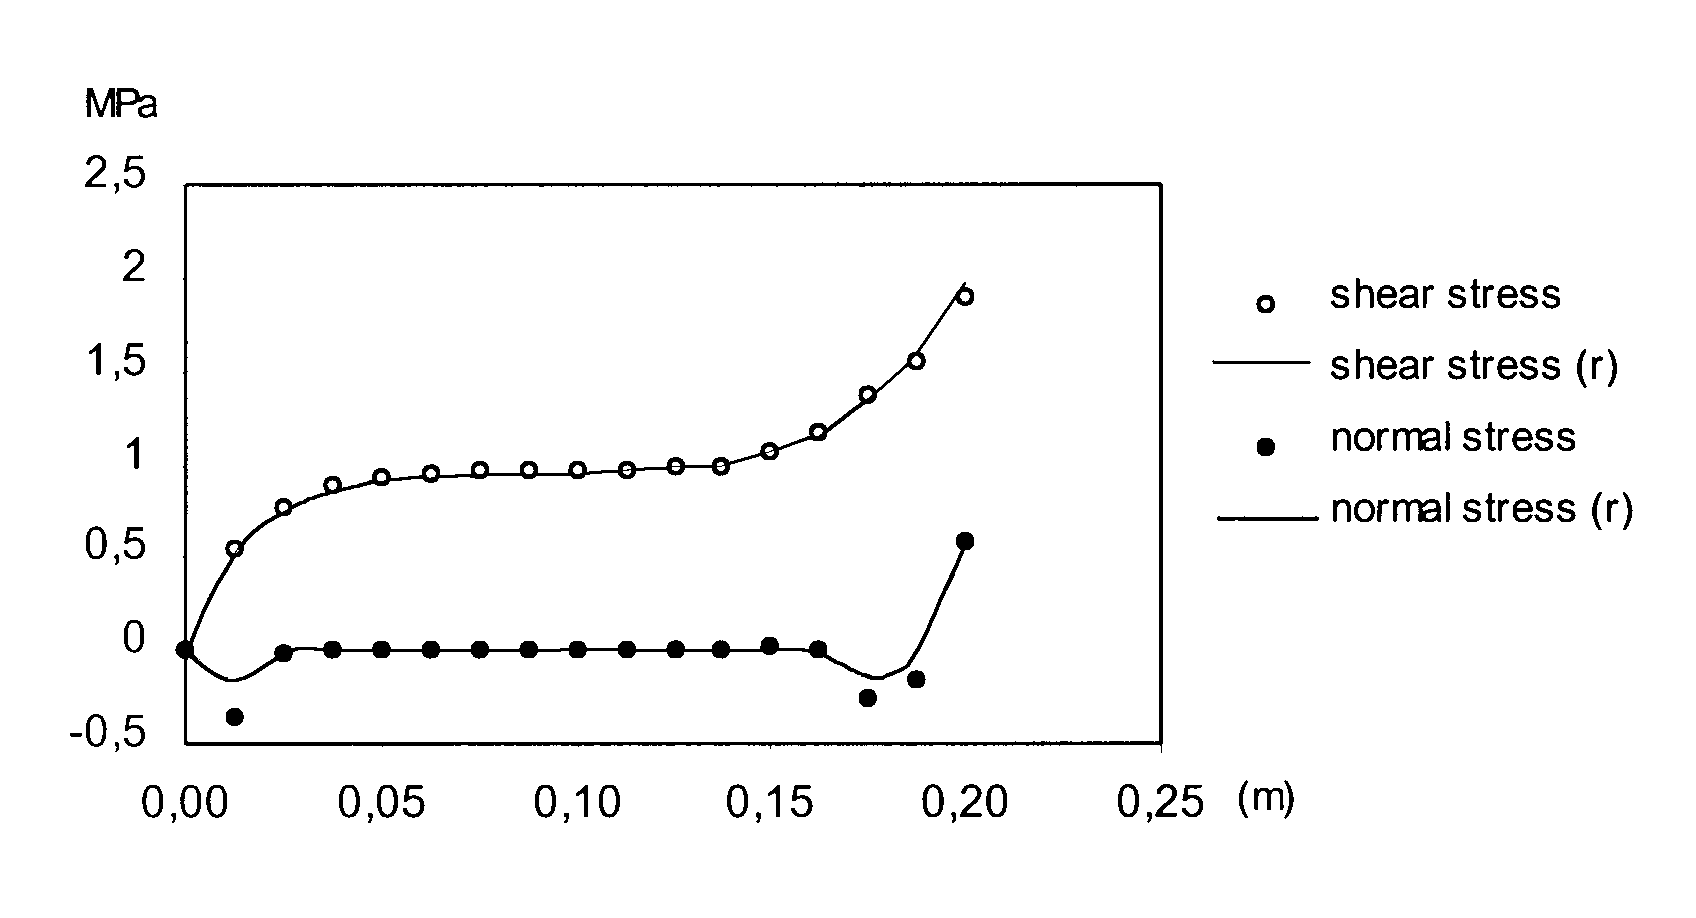 MPa
2,5
2
1,5
1
0,5
0
-0,5
0,00 0,05 0,10 0,15 0,20 0,25 (m)
shear stress
shear stress (r)
normal stress
normal stress (r)